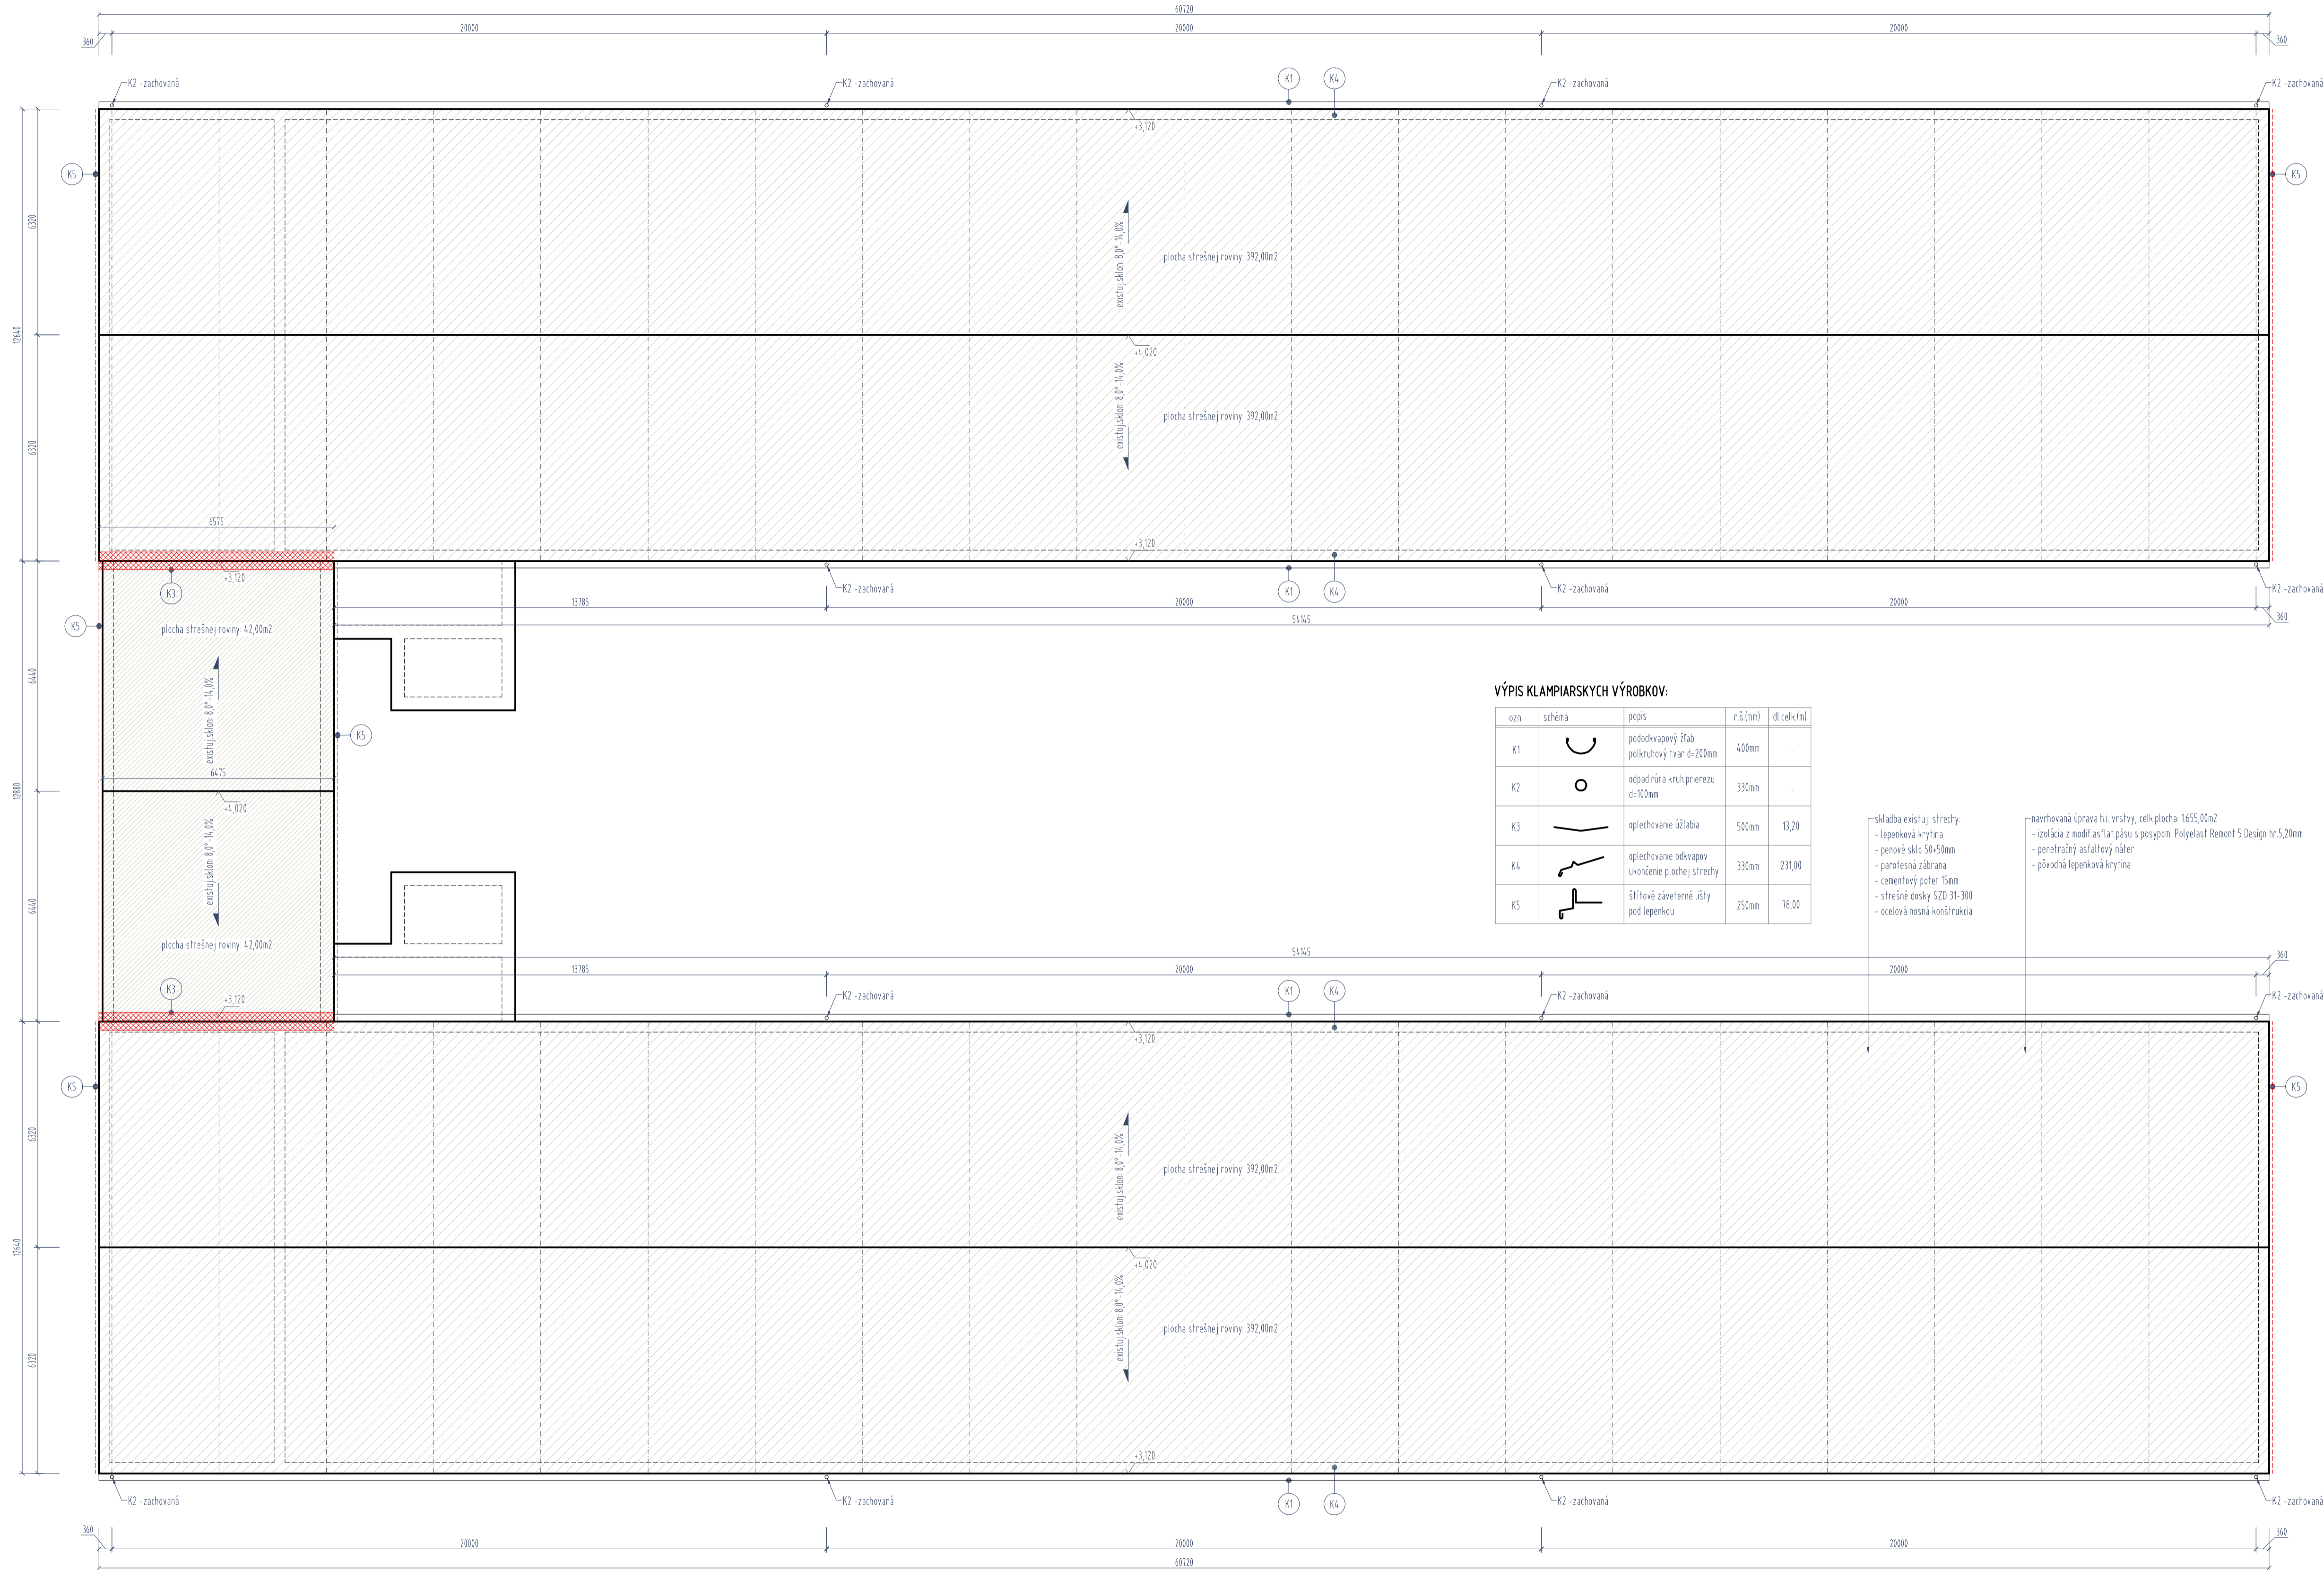 60720
360
20000
20000
20000
360
K2 -zachovaná
K2 -zachovaná
K1
K4
K2 -zachovaná
K2 -zachovaná
+3,120
K5
K5
6320
12640
6320
existuj.sklon: 8,0°-14,0%
plocha strešnej roviny: 392,00m2
+4,020
existuj.sklon: 8,0°-14,0%
plocha strešnej roviny: 392,00m2
6575
+3,120
+3,120
K3
K2 -zachovaná
K1
K4
K2 -zachovaná
K2 -zachovaná
13785
20000
20000
360
54145
K5
plocha strešnej roviny: 42,00m2
6440
12880
6440
existuj.sklon: 8,0°-14,0%
K5
6475
+4,020
existuj.sklon: 8,0°-14,0%
plocha strešnej roviny: 42,00m2
VÝPIS KLAMPIARSKYCH VÝROBKOV:
ozn. schéma popis r.š.(mm) dl.celk.(m)
K1 pododkvapový žľab polkruhový tvar d=200mm 400mm ...
K2 odpad.rúra kruh.prierezu d=100mm 330mm ...
K3 oplechovanie úžľabia 500mm 13,20
K4 oplechovanie odkvapov ukončenie plochej strechy 330mm 231,00
K5 štítové záveterné lišty pod lepenkou 250mm 78,00
skladba existuj. strechy:
- lepenková krytina
- penové sklo 50+50mm
- parotesná zábrana
- cementový poter 15mm
- strešné dosky SZD 31-300
- oceľová nosná konštrukcia
navrhovaná úprava h.i. vrstvy, celk.plocha: 1.655,00m2
- izolácia z modif.asflat.pásu s posypom: Polyelast Remont 5 Design hr.5,20mm
- penetračný asfaltový náter
- pôvodná lepenková krytina
54145
13785
20000
20000
360
K3
+3,120
K2 -zachovaná
K1
K4
K2 -zachovaná
K2 -zachovaná
+3,120
K5
K5
6320
12640
6320
existuj.sklon: 8,0°-14,0%
plocha strešnej roviny: 392,00m2
+4,020
existuj.sklon: 8,0°-14,0%
plocha strešnej roviny: 392,00m2
+3,120
K2 -zachovaná
K2 -zachovaná
K1
K4
K2 -zachovaná
K2 -zachovaná
360
20000
20000
20000
360
60720